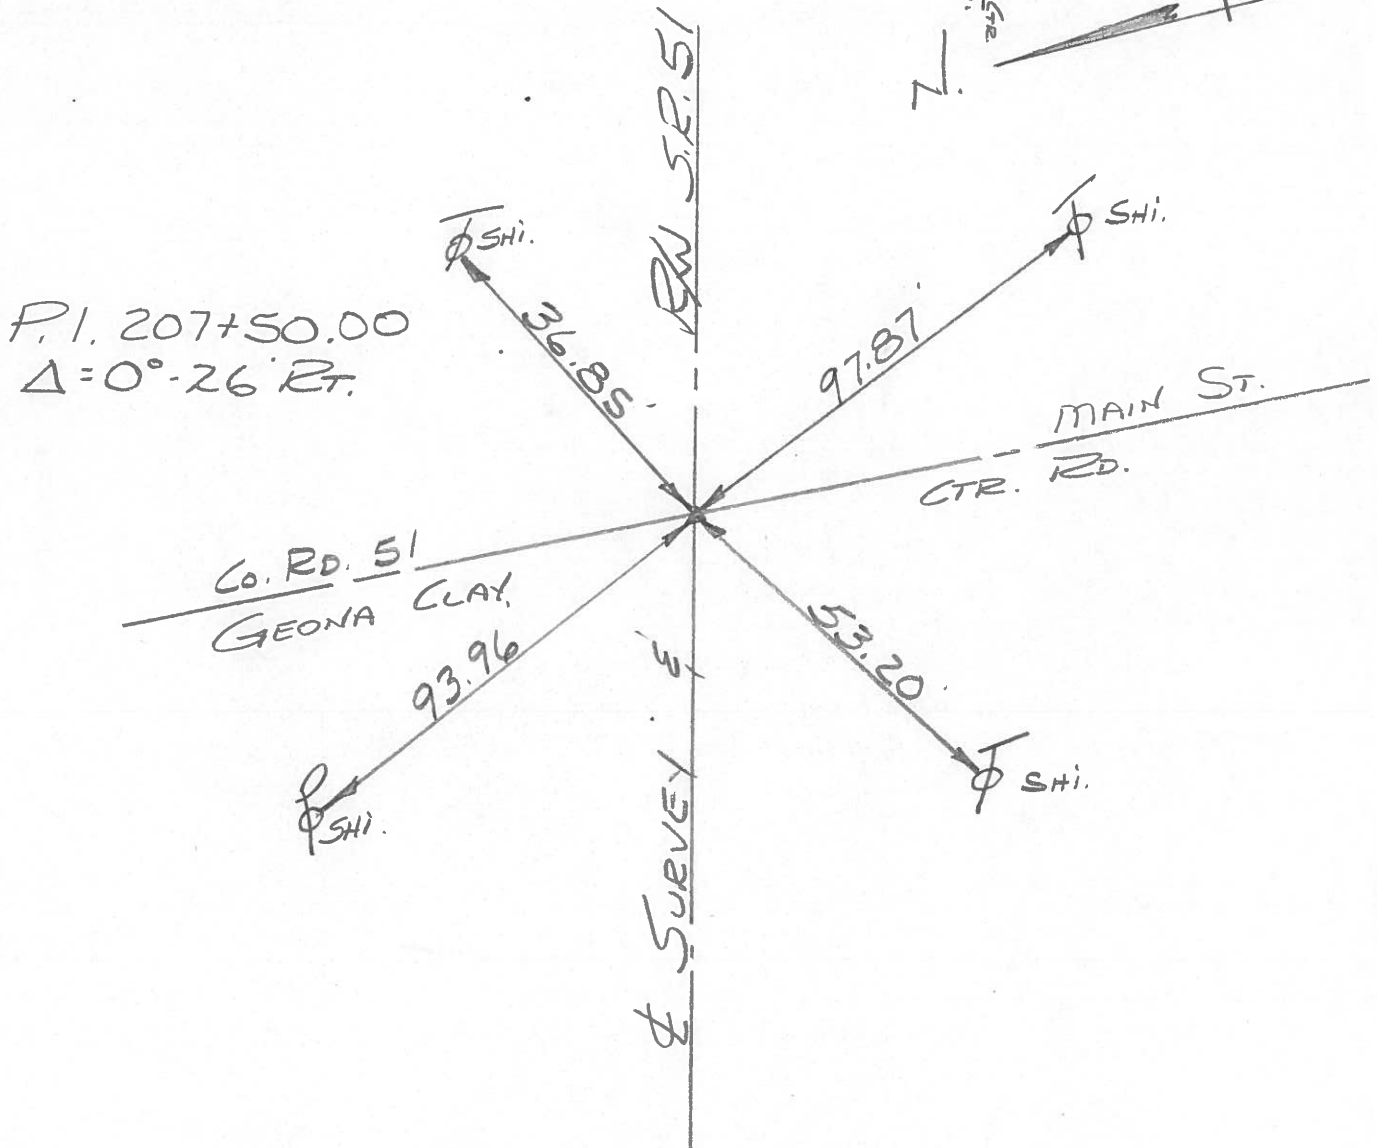 N.
R/W S.R. 51
SHI.
SHI.
P.I. 207+50.00
Δ = 0°-26' RT.
36.85
97.87'
MAIN ST.
CTR. RD.
CO. RD. 51
GEONA CLAY.
93.96
53.20
SHI.
SHI.
℄ SURVEY &